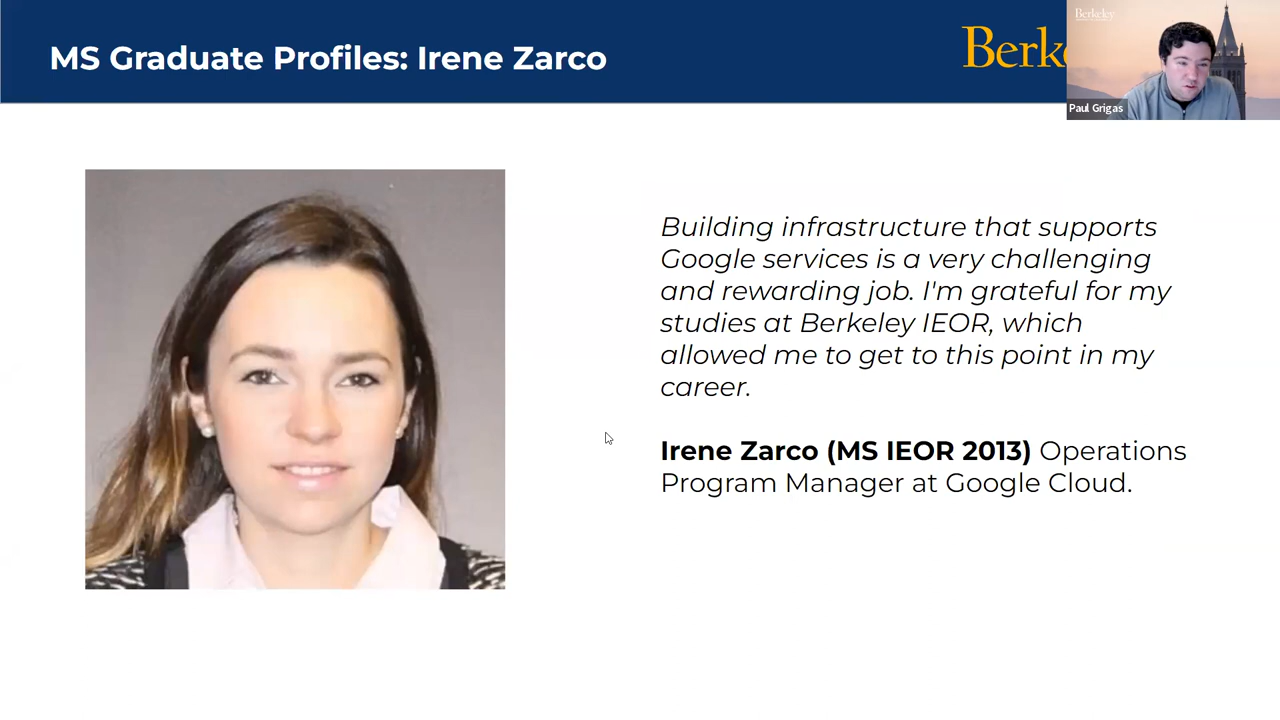 MS Graduate Profiles: Irene Zarco
Berke
Berkeley
Paul Grigas
Building infrastructure that supports
Google services is a very challenging
and rewarding job. I'm grateful for my
studies at Berkeley IEOR, which
allowed me to get to this point in my
career.
Irene Zarco (MS IEOR 2013) Operations
Program Manager at Google Cloud.